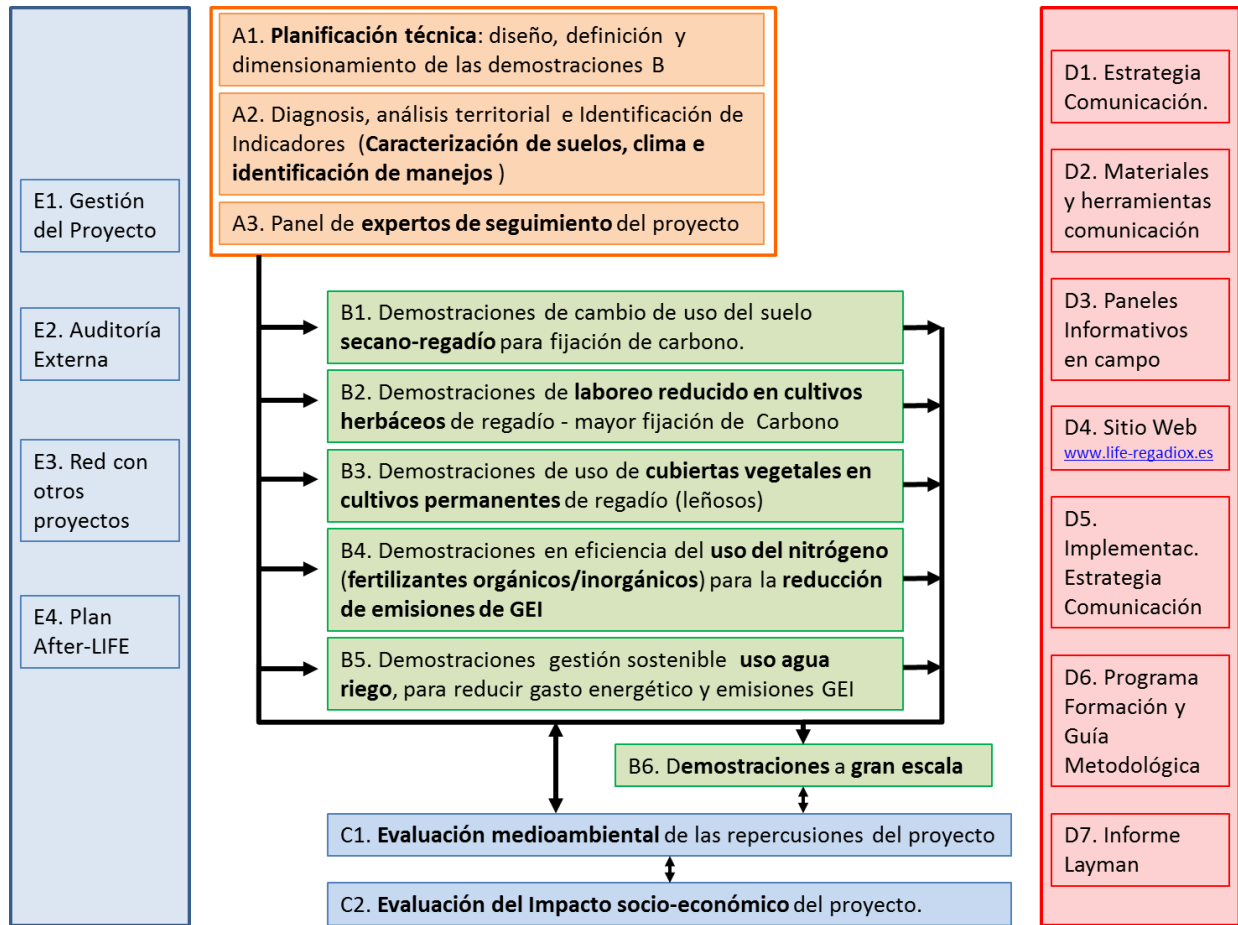 E1. Gestión
del Proyecto
E2. Auditoría
Externa
E3. Red con
otros
proyectos
E4. Plan
After-LIFE
A1. Planificación técnica: diseño, definición y
dimensionamiento de las demostraciones B
A2. Diagnosis, análisis territorial e Identificación de
Indicadores (Caracterización de suelos, clima e
identificación de manejos )
A3. Panel de expertos de seguimiento del proyecto
B1. Demostraciones de cambio de uso del suelo
secano-regadío para fijación de carbono.
B2. Demostraciones de laboreo reducido en cultivos
herbáceos de regadío - mayor fijación de Carbono
B3. Demostraciones de uso de cubiertas vegetales en
cultivos permanentes de regadío (leñosos)
B4. Demostraciones en eficiencia del uso del nitrógeno
(fertilizantes orgánicos/inorgánicos) para la reducción
de emisiones de GEI
B5. Demostraciones gestión sostenible uso agua
riego, para reducir gasto energético y emisiones GEI
B6. Demostraciones a gran escala
C1. Evaluación medioambiental de las repercusiones del proyecto
C2. Evaluación del Impacto socio-económico del proyecto.
D1. Estrategia
Comunicación.
D2. Materiales
y herramientas
comunicación
D3. Paneles
Informativos
en campo
D4. Sitio Web
www.life-regadiox.es
D5.
Implementac.
Estrategia
Comunicación
D6. Programa
Formación y
Guía
Metodológica
D7. Informe
Layman